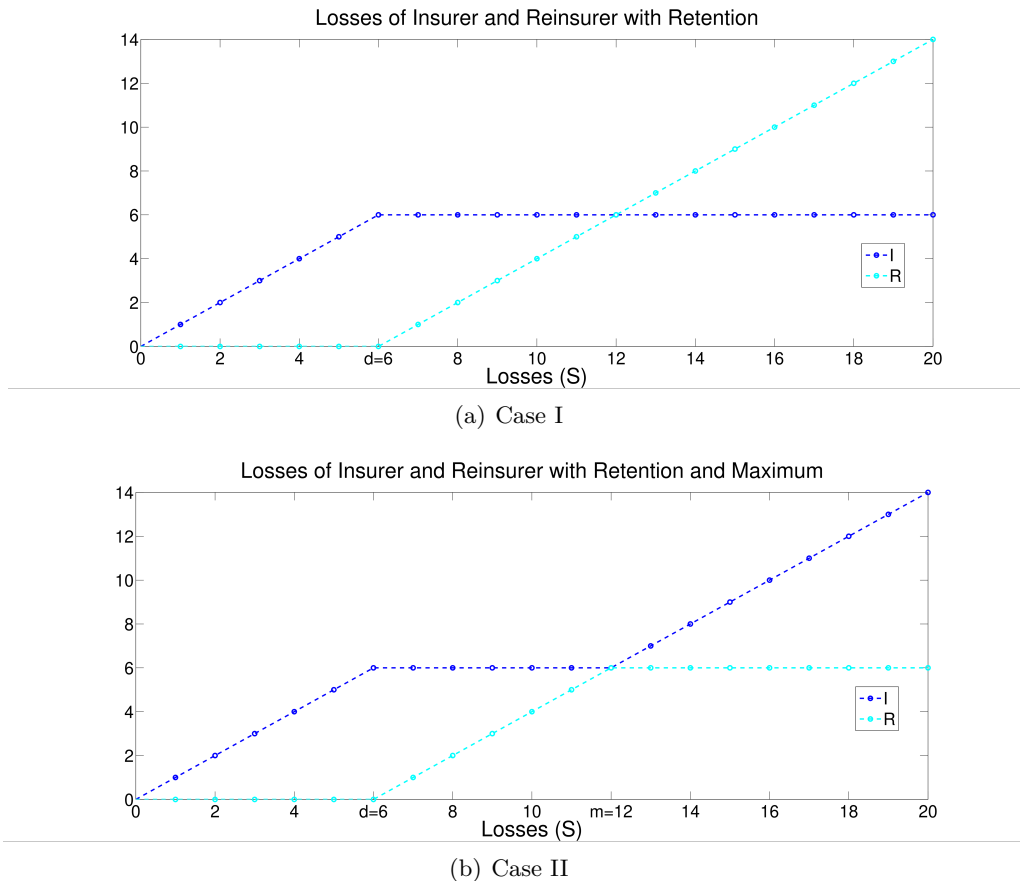 Losses of Insurer and Reinsurer with Retention
14
12
10
8
6
4
2
0
I
R
0 2 4 d=6 8 10 12 14 16 18 20
Losses (S)
(a) Case I
Losses of Insurer and Reinsurer with Retention and Maximum
14
12
10
8
6
4
2
0
I
R
0 2 4 d=6 8 10 m=12 14 16 18 20
Losses (S)
(b) Case II